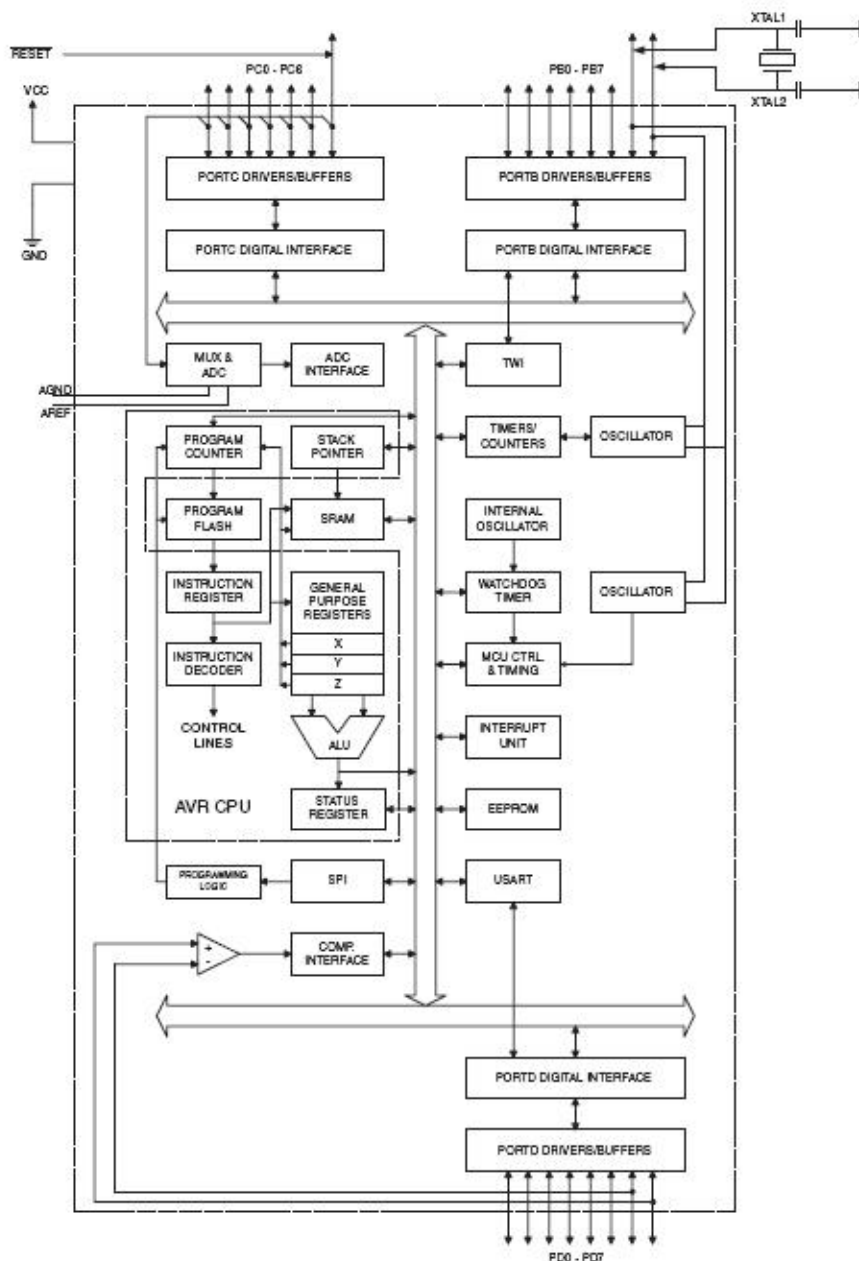 XTAL1
RESET
PC0 - PC6
PB0 - PB7
VCC
XTAL2
PORTC DRIVERS/BUFFERS
PORTB DRIVERS/BUFFERS
PORTC DIGITAL INTERFACE
PORTB DIGITAL INTERFACE
GND
MUX &
ADC
ADC
INTERFACE
TWI
AGND
AREF
PROGRAM
COUNTER
STACK
POINTER
TIMERS/
COUNTERS
OSCILLATOR
PROGRAM
FLASH
SRAM
INTERNAL
OSCILLATOR
INSTRUCTION
REGISTER
GENERAL
PURPOSE
REGISTERS
WATCHDOG
TIMER
OSCILLATOR
X
INSTRUCTION
DECODER
Y
MCU CTRL.
& TIMING
Z
CONTROL
LINES
ALU
INTERRUPT
UNIT
AVR CPU
STATUS
REGISTER
EEPROM
PROGRAMMING
LOGIC
SPI
USART
+
-
COMP.
INTERFACE
PORTD DIGITAL INTERFACE
PORTD DRIVERS/BUFFERS
PD0 - PD7